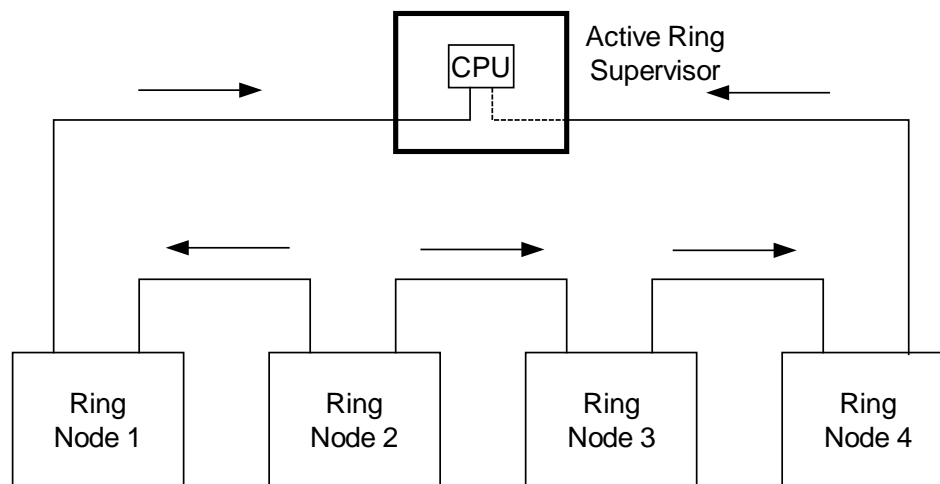 Active Ring
Supervisor
CPU
Ring
Node 1
Ring
Node 2
Ring
Node 3
Ring
Node 4